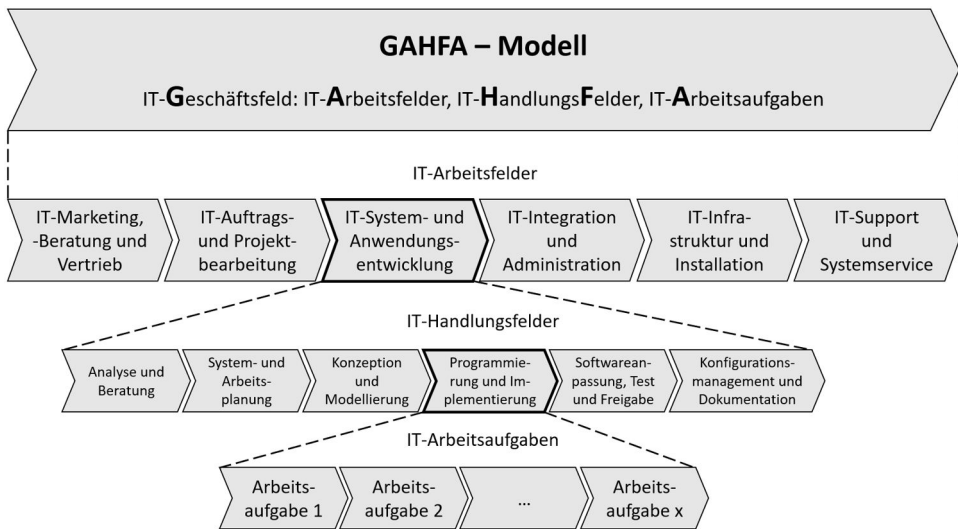 GAHFA – Modell
IT-Geschäftsfeld: IT-Arbeitsfelder, IT-HandlungsFelder, IT-Arbeitsaufgaben
IT-Arbeitsfelder
IT-Marketing,
-Beratung und
Vertrieb
IT-Auftrags-
und Projekt-
bearbeitung
IT-System- und
Anwendungs-
entwicklung
IT-Integration
und
Administration
IT-Infra-
struktur und
Installation
IT-Support
und
Systemservice
IT-Handlungsfelder
Analyse und
Beratung
System- und
Arbeits-
planung
Konzeption
und
Modellierung
Programmie-
rung und Im-
plementierung
Softwarean-
passung, Test
und Freigabe
Konfigurations-
management und
Dokumentation
IT-Arbeitsaufgaben
Arbeits-
aufgabe 1
Arbeits-
aufgabe 2
...
Arbeits-
aufgabe x